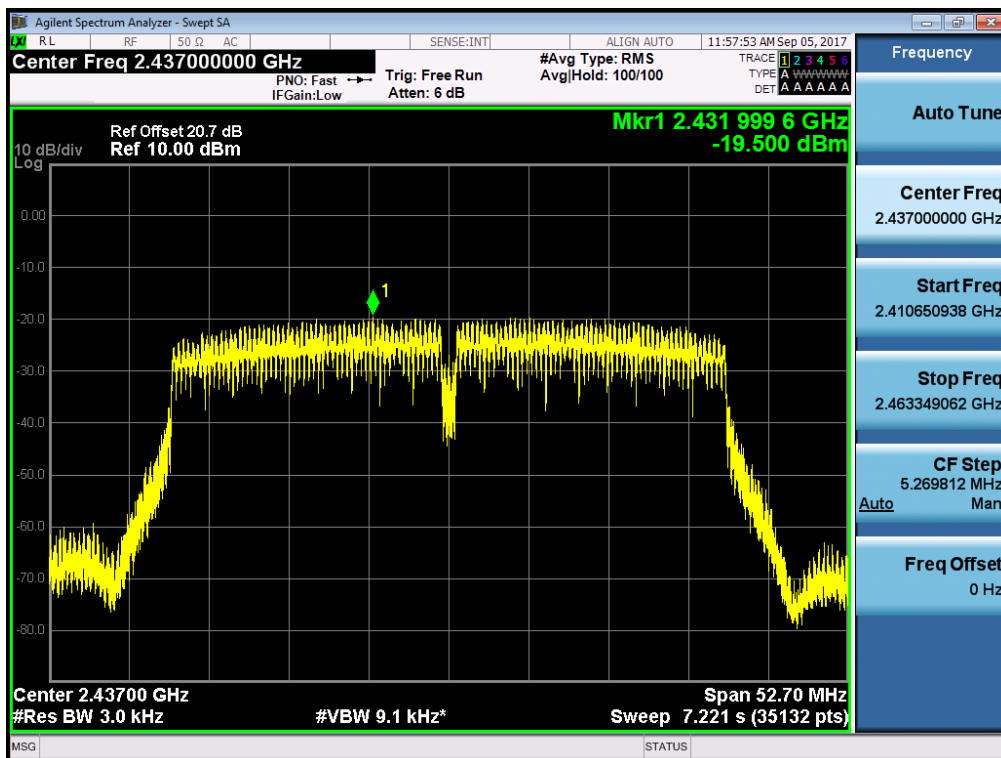 Agilent Spectrum Analyzer - Swept SA
LXI RL RF 50 Ω AC SENSE:INT ALIGN AUTO 11:57:53 AM Sep 05, 2017
Center Freq 2.437000000 GHz
PNO: Fast
IFGain:Low
Trig: Free Run
Atten: 6 dB
#Avg Type: RMS
Avg|Hold: 100/100
TRACE 1 2 3 4 5 6
TYPE A WWWWW
DET A A A A A A
Mkr1 2.431 999 6 GHz
-19.500 dBm
Ref Offset 20.7 dB
10 dB/div Ref 10.00 dBm
Log
0.00
-10.0
1
-20.0
-30.0
-40.0
-50.0
-60.0
-70.0
-80.0
Center 2.43700 GHz Span 52.70 MHz
#Res BW 3.0 kHz #VBW 9.1 kHz* Sweep 7.221 s (35132 pts)
MSG STATUS
Frequency
Auto Tune
Center Freq
2.437000000 GHz
Start Freq
2.410650938 GHz
Stop Freq
2.463349062 GHz
CF Step
5.269812 MHz
Auto Man
Freq Offset
0 Hz